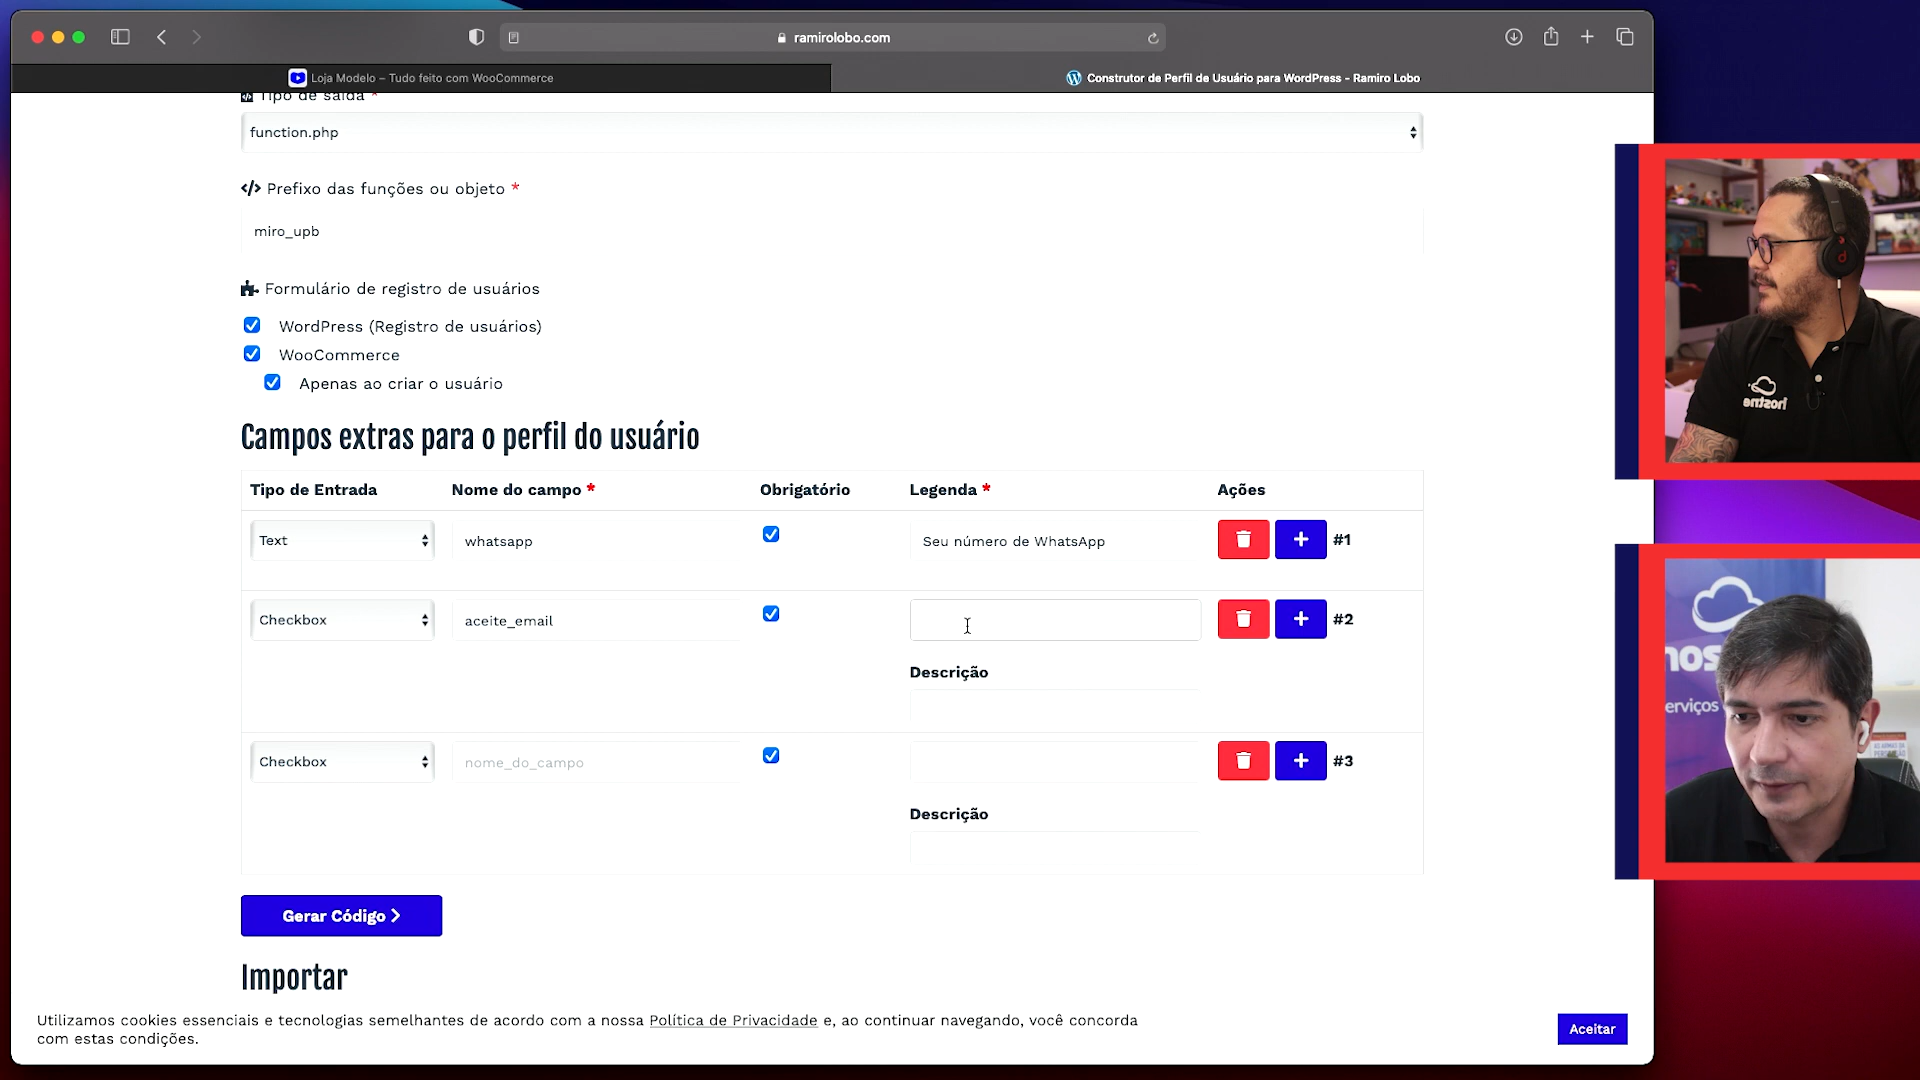 ramirolobo.com
Loja Modelo – Tudo feito com WooCommerce
Construtor de Perfil de Usuário para WordPress - Ramiro Lobo
Tipo de saída *
function.php
</> Prefixo das funções ou objeto *
miro_upb
Formulário de registro de usuários
WordPress (Registro de usuários)
WooCommerce
Apenas ao criar o usuário
Campos extras para o perfil do usuário
Tipo de Entrada Nome do campo * Obrigatório Legenda * Ações
Text whatsapp Seu número de WhatsApp + #1
Checkbox aceite_email + #2
Descrição
Checkbox nome_do_campo + #3
Descrição
Gerar Código
Importar
Utilizamos cookies essenciais e tecnologias semelhantes de acordo com a nossa Política de Privacidade e, ao continuar navegando, você concorda
com estas condições.
Aceitar